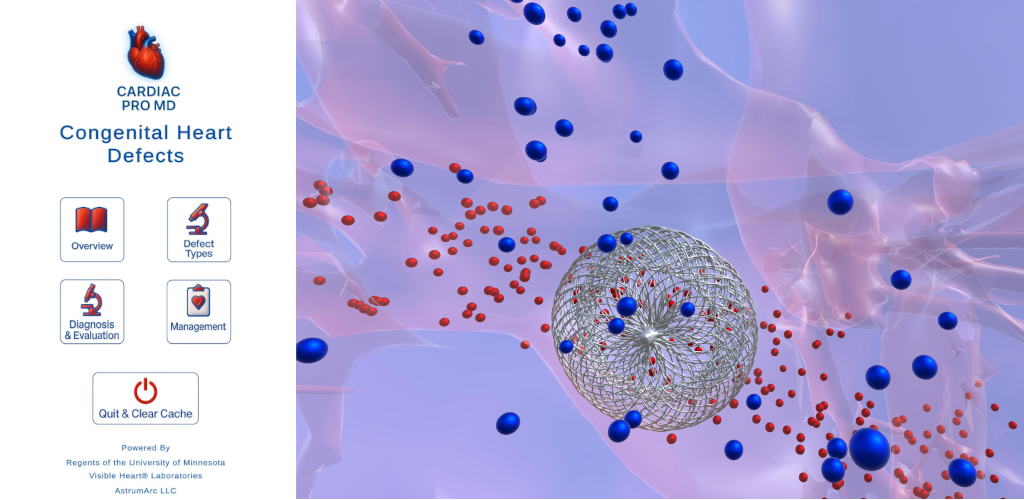 CARDIAC
PRO MD
Congenital Heart
Defects
Overview
Defect
Types
Diagnosis
& Evaluation
Management
Quit & Clear Cache
Powered By
Regents of the University of Minnesota
Visible Heart® Laboratories
AstrumArc LLC